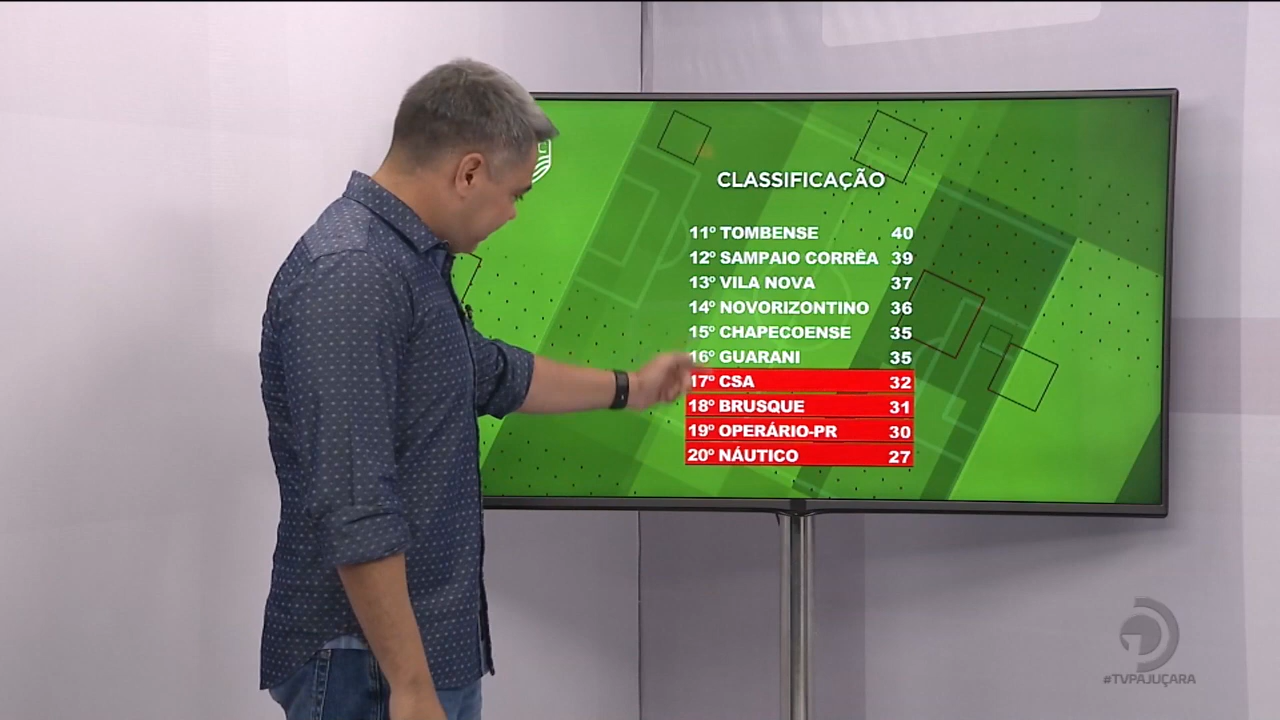 CLASSIFICAÇÃO
11º TOMBENSE 40
12º SAMPAIO CORRÊA 39
13º VILA NOVA 37
14º NOVORIZONTINO 36
15º CHAPECOENSE 35
16º GUARANI 35
17º CSA 32
18º BRUSQUE 31
19º OPERÁRIO-PR 30
20º NÁUTICO 27
#TVPAJUÇARA